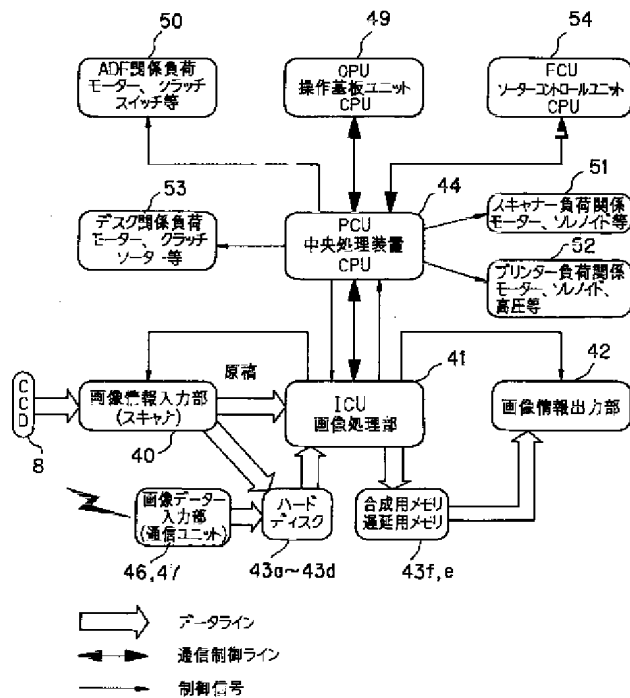 50
49
54
ADF関係負荷
モーター、クラッチ
スイッチ等
OPU
操作基板ユニット
CPU
FCU
ソーターコントロールユニット
CPU
53
44
51
デスク関係負荷
モーター、クラッチ
ソーター等
PCU
中央処理装置
CPU
スキャナー負荷関係
モーター、ソレノイド等
52
プリンター負荷関係
モーター、ソレノイド、
高圧等
原稿
41
42
CCD
8
画像情報入力部
(スキャナ)
40
ICU
画像処理部
画像情報出力部
画像データー
入力部
(通信ユニット)
46,47
ハード
ディスク
43a～43d
合成用メモリ
遅延用メモリ
43f,e
データライン
通信制御ライン
制御信号